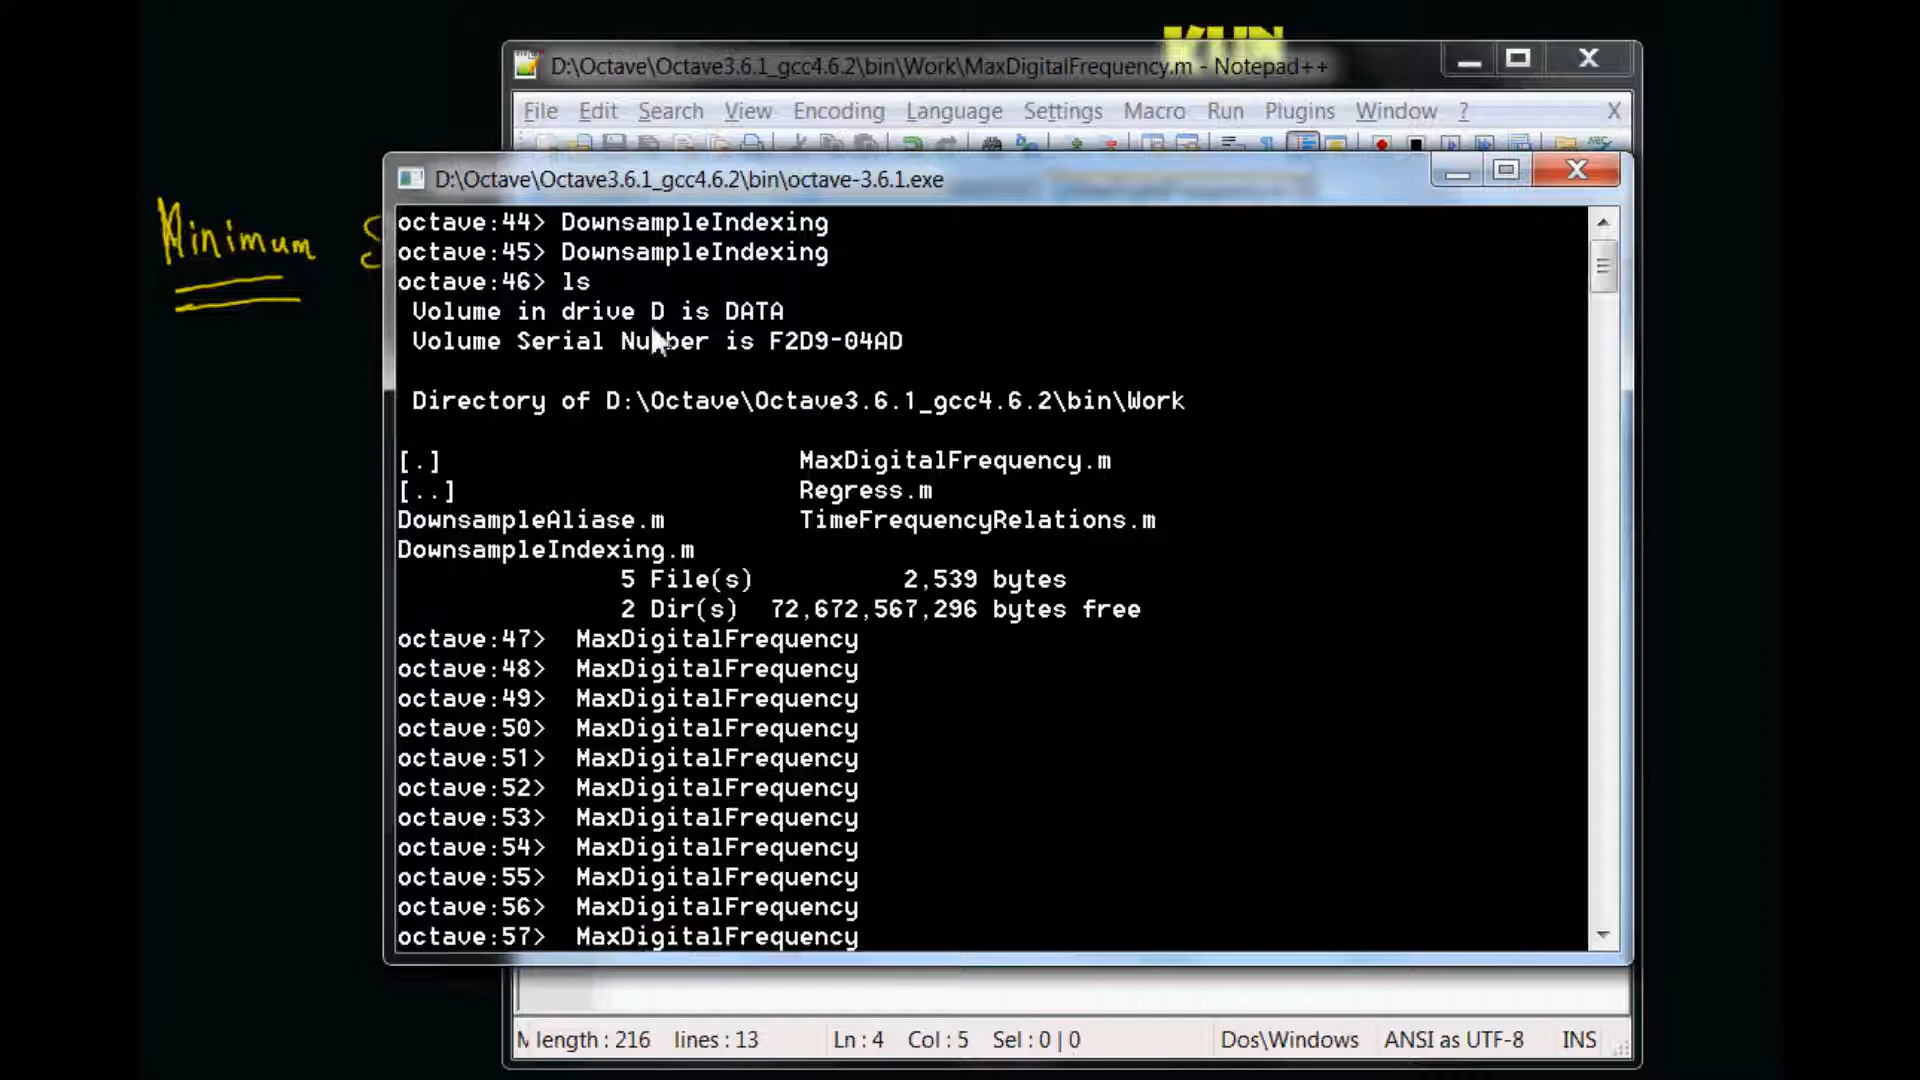 KUN
D:\Octave\Octave3.6.1_gcc4.6.2\bin\Work\MaxDigitalFrequency.m - Notepad++
File Edit Search View Encoding Language Settings Macro Run Plugins Window ? X
D:\Octave\Octave3.6.1_gcc4.6.2\bin\octave-3.6.1.exe
Minimum S
octave:44> DownsampleIndexing
octave:45> DownsampleIndexing
octave:46> ls
Volume in drive D is DATA
Volume Serial Number is F2D9-04AD
Directory of D:\Octave\Octave3.6.1_gcc4.6.2\bin\Work
[.] MaxDigitalFrequency.m
[..] Regress.m
DownsampleAliase.m TimeFrequencyRelations.m
DownsampleIndexing.m
5 File(s) 2,539 bytes
2 Dir(s) 72,672,567,296 bytes free
octave:47> MaxDigitalFrequency
octave:48> MaxDigitalFrequency
octave:49> MaxDigitalFrequency
octave:50> MaxDigitalFrequency
octave:51> MaxDigitalFrequency
octave:52> MaxDigitalFrequency
octave:53> MaxDigitalFrequency
octave:54> MaxDigitalFrequency
octave:55> MaxDigitalFrequency
octave:56> MaxDigitalFrequency
octave:57> MaxDigitalFrequency
M length : 216 lines : 13 Ln : 4 Col : 5 Sel : 0 | 0 Dos\Windows ANSI as UTF-8 INS